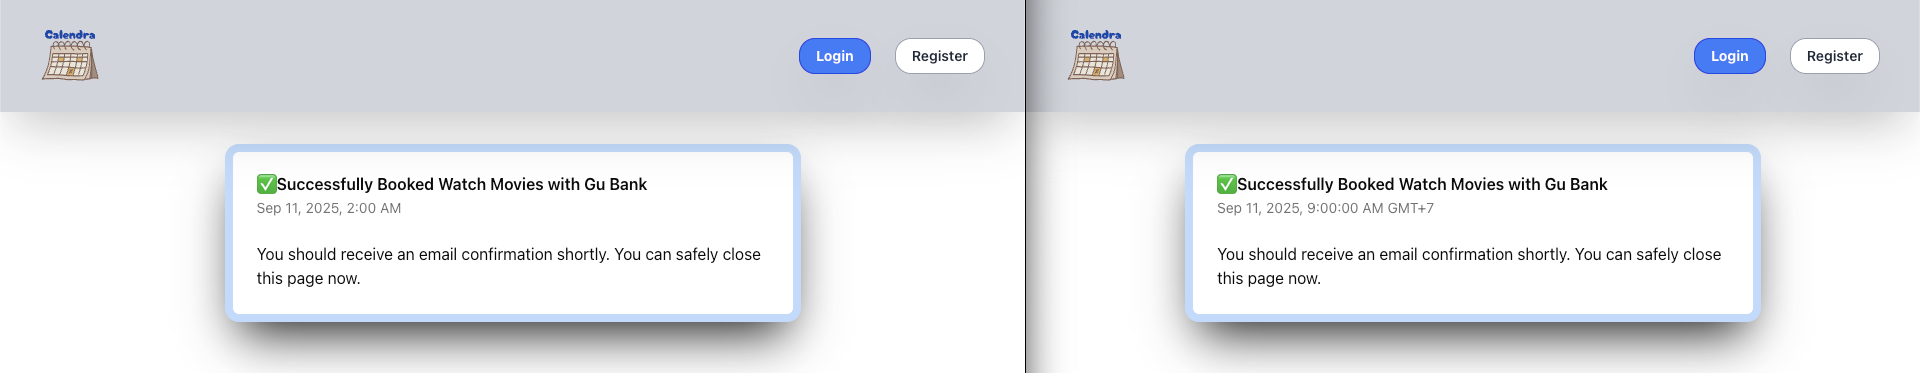 Calendra
Login
Register
✅Successfully Booked Watch Movies with Gu Bank
Sep 11, 2025, 2:00 AM
You should receive an email confirmation shortly. You can safely close
this page now.
Calendra
Login
Register
✅Successfully Booked Watch Movies with Gu Bank
Sep 11, 2025, 9:00:00 AM GMT+7
You should receive an email confirmation shortly. You can safely close
this page now.